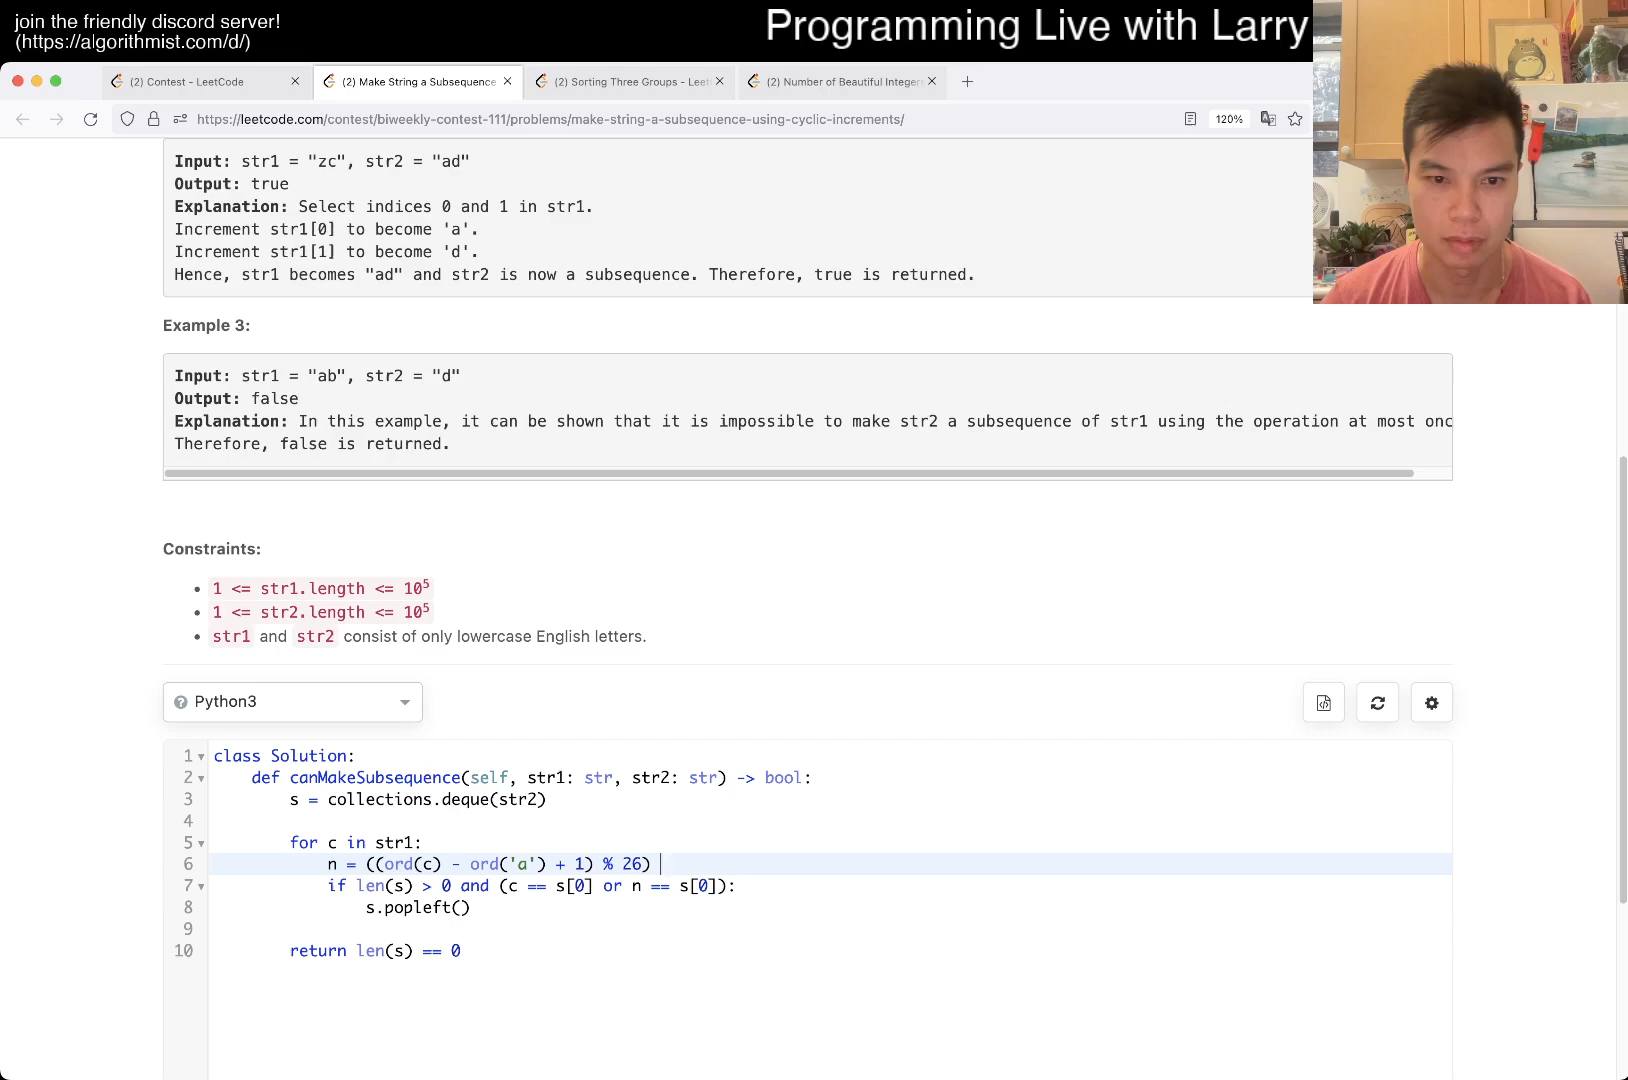 join the friendly discord server!
(https://algorithmist.com/d/)
Programming Live with Larry
(2) Contest - LeetCode
(2) Make String a Subsequence
(2) Sorting Three Groups - Leet
(2) Number of Beautiful Integers
https://leetcode.com/contest/biweekly-contest-111/problems/make-string-a-subsequence-using-cyclic-increments/
120%
Input: str1 = "zc", str2 = "ad"
Output: true
Explanation: Select indices 0 and 1 in str1.
Increment str1[0] to become 'a'.
Increment str1[1] to become 'd'.
Hence, str1 becomes "ad" and str2 is now a subsequence. Therefore, true is returned.
Example 3:
Input: str1 = "ab", str2 = "d"
Output: false
Explanation: In this example, it can be shown that it is impossible to make str2 a subsequence of str1 using the operation at most onc
Therefore, false is returned.
Constraints:
1 <= str1.length <= 10⁵
1 <= str2.length <= 10⁵
str1 and str2 consist of only lowercase English letters.
Python3
1 class Solution:
2 def canMakeSubsequence(self, str1: str, str2: str) -> bool:
3 s = collections.deque(str2)
4
5 for c in str1:
6 n = ((ord(c) - ord('a') + 1) % 26)
7 if len(s) > 0 and (c == s[0] or n == s[0]):
8 s.popleft()
9
10 return len(s) == 0